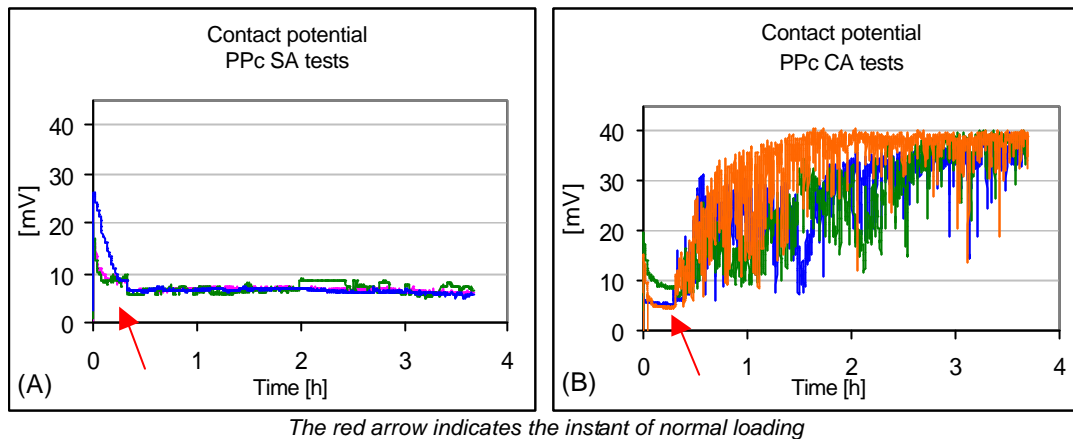 Contact potential
PPc SA tests
[mV]
40
30
20
10
0
0 1 2 3 4
Time [h]
(A)
Contact potential
PPc CA tests
[mV]
40
30
20
10
0
0 1 2 3 4
Time [h]
(B)
The red arrow indicates the instant of normal loading